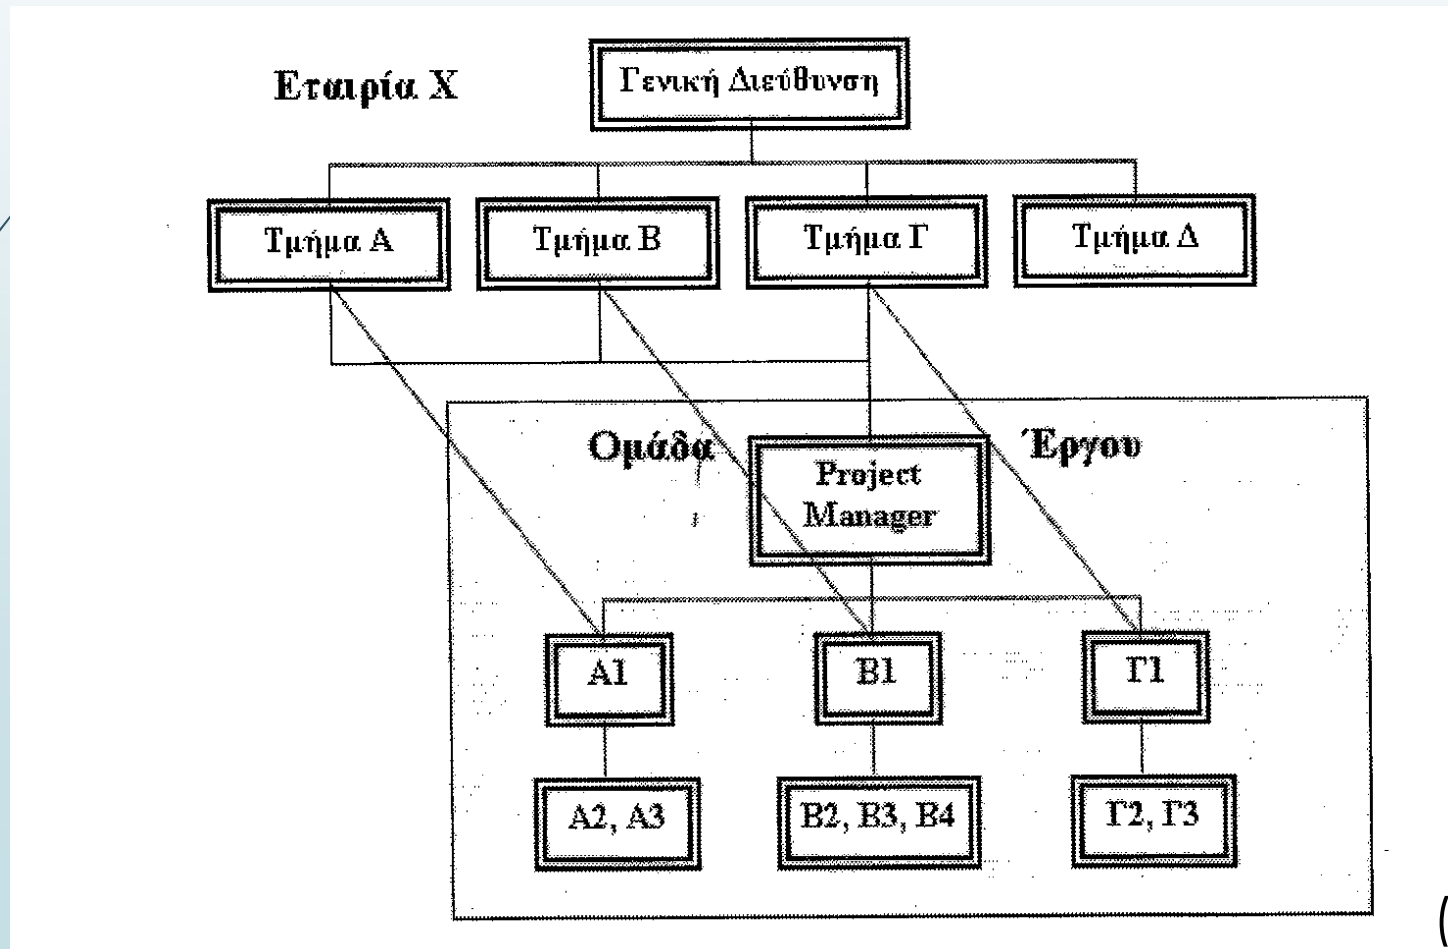 Εταιρία Χ
Γενική Διεύθυνση
Τμήμα Α
Τμήμα Β
Τμήμα Γ
Τμήμα Δ
Ομάδα Έργου
Project
Manager
Α1
Β1
Γ1
Α2, Α3
Β2, Β3, Β4
Γ2, Γ3
(